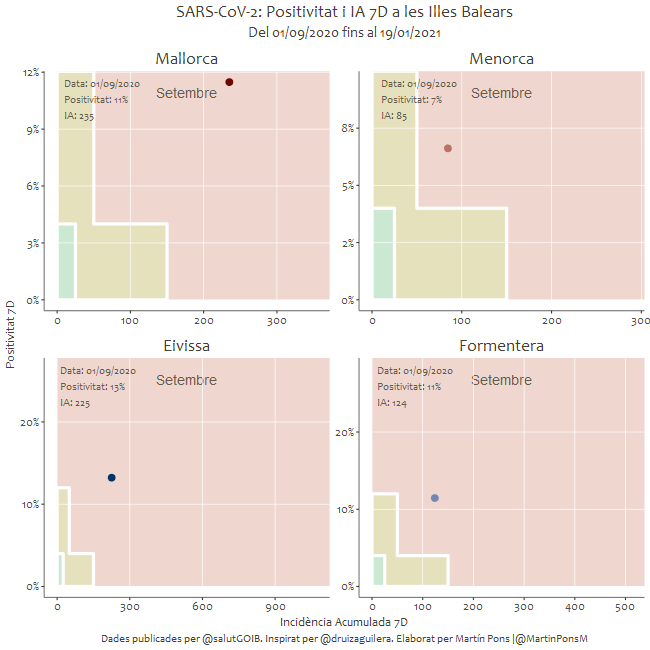 SARS-CoV-2: Positivitat i IA 7D a les Illes Balears
Del 01/09/2020 fins al 19/01/2021
Mallorca
Data: 01/09/2020
Positivitat: 11%
IA: 235
Setembre
12%
9%
6%
3%
0%
0 100 200 300
Menorca
Data: 01/09/2020
Positivitat: 7%
IA: 85
Setembre
8%
5%
2%
0%
0 100 200 300
Eivissa
Data: 01/09/2020
Positivitat: 13%
IA: 225
Setembre
20%
10%
0%
0 300 600 900
Formentera
Data: 01/09/2020
Positivitat: 11%
IA: 124
Setembre
20%
10%
0%
0 100 200 300 400 500
Positivitat 7D
Incidència Acumulada 7D
Dades publicades per @salutGOIB. Inspirat per @druizaguilera. Elaborat per Martín Pons |@MartinPonsM